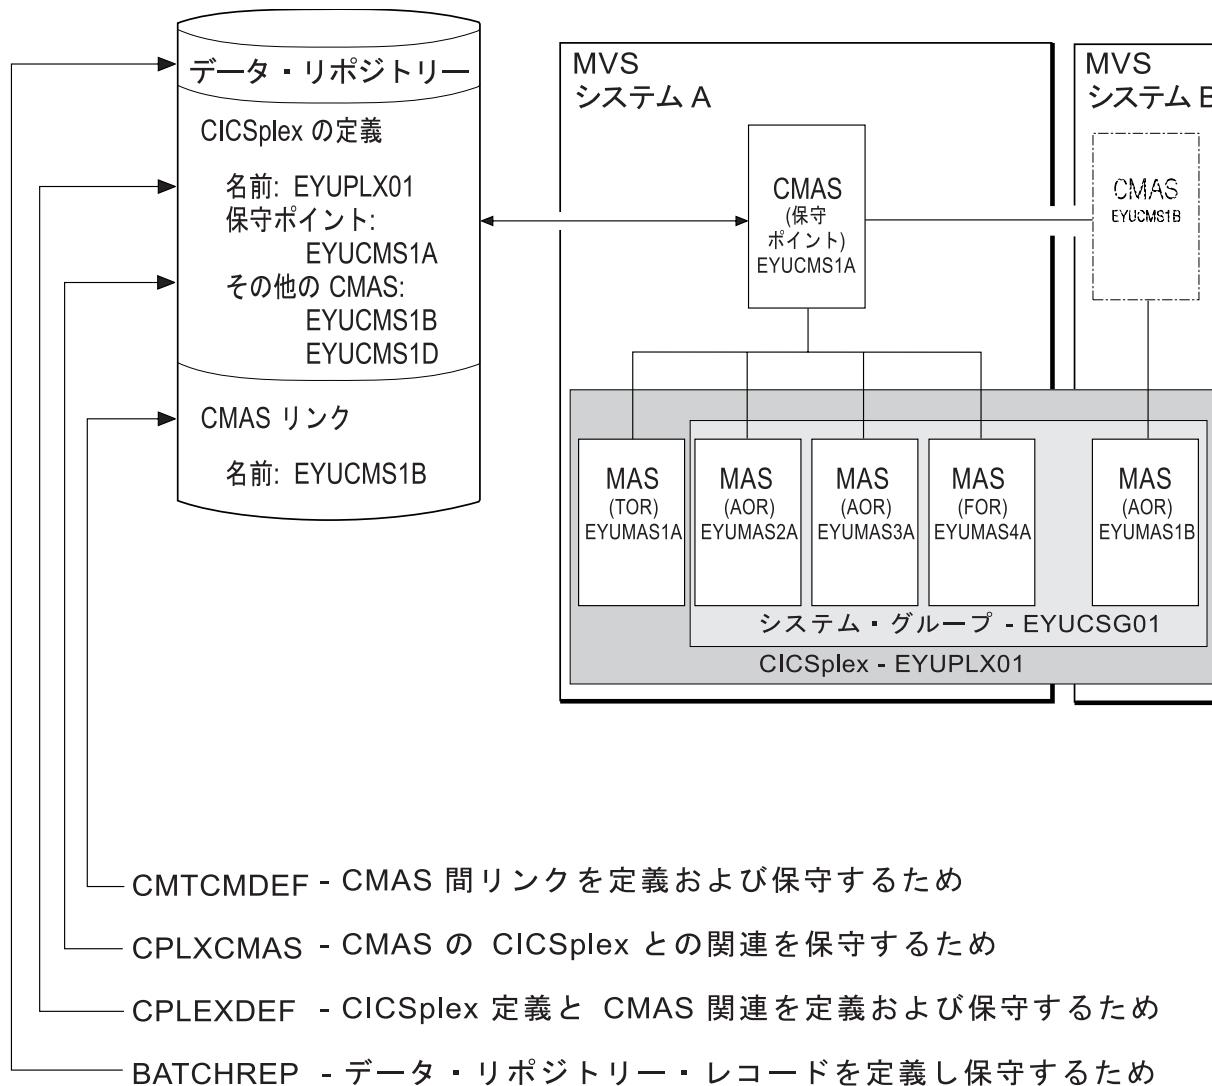 データ・リポジトリー
CICSplex の定義
名前: EYUPLX01
保守ポイント:
EYUCMS1A
その他の CMAS:
EYUCMS1B
EYUCMS1D
CMAS リンク
名前: EYUCMS1B
MVS
システム A
CMAS
(保守
ポイント)
EYUCMS1A
MVS
システム B
CMAS
EYUCMS1B
MAS
(TOR)
EYUMAS1A
MAS
(AOR)
EYUMAS2A
MAS
(AOR)
EYUMAS3A
MAS
(FOR)
EYUMAS4A
MAS
(AOR)
EYUMAS1B
システム・グループ - EYUCSG01
CICSplex - EYUPLX01
CMTCMDEF - CMAS 間リンクを定義および保守するため
CPLXCMAS - CMAS の CICSplex との関連を保守するため
CPLEXDEF - CICSplex 定義と CMAS 関連を定義および保守するため
BATCHREP - データ・リポジトリー・レコードを定義し保守するため